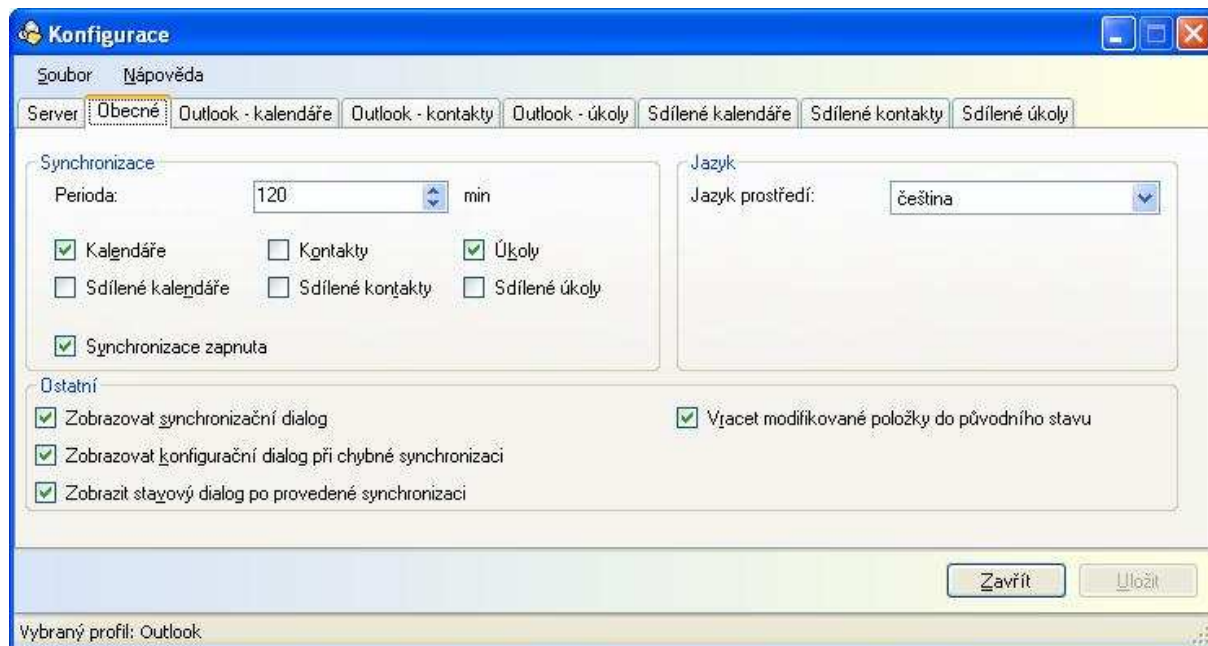 Konfigurace
Soubor Nápověda
Server Obecné Outlook - kalendáře Outlook - kontakty Outlook - úkoly Sdílené kalendáře Sdílené kontakty Sdílené úkoly
Synchronizace Jazyk
Perioda: 120 min Jazyk prostředí: čeština
Kalendáře Kontakty Úkoly
Sdílené kalendáře Sdílené kontakty Sdílené úkoly
Synchronizace zapnuta
Ostatní
Zobrazovat synchronizační dialog Vracet modifikované položky do původního stavu
Zobrazovat konfigurační dialog při chybné synchronizaci
Zobrazit stavový dialog po provedené synchronizaci
Zavřít Uložit
Vybraný profil: Outlook